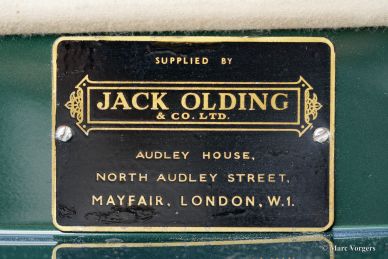 SUPPLIED BY
JACK OLDING
& CO. LTD.
AUDLEY HOUSE,
NORTH AUDLEY STREET,
MAYFAIR, LONDON, W.1.
© Marc Vorgers